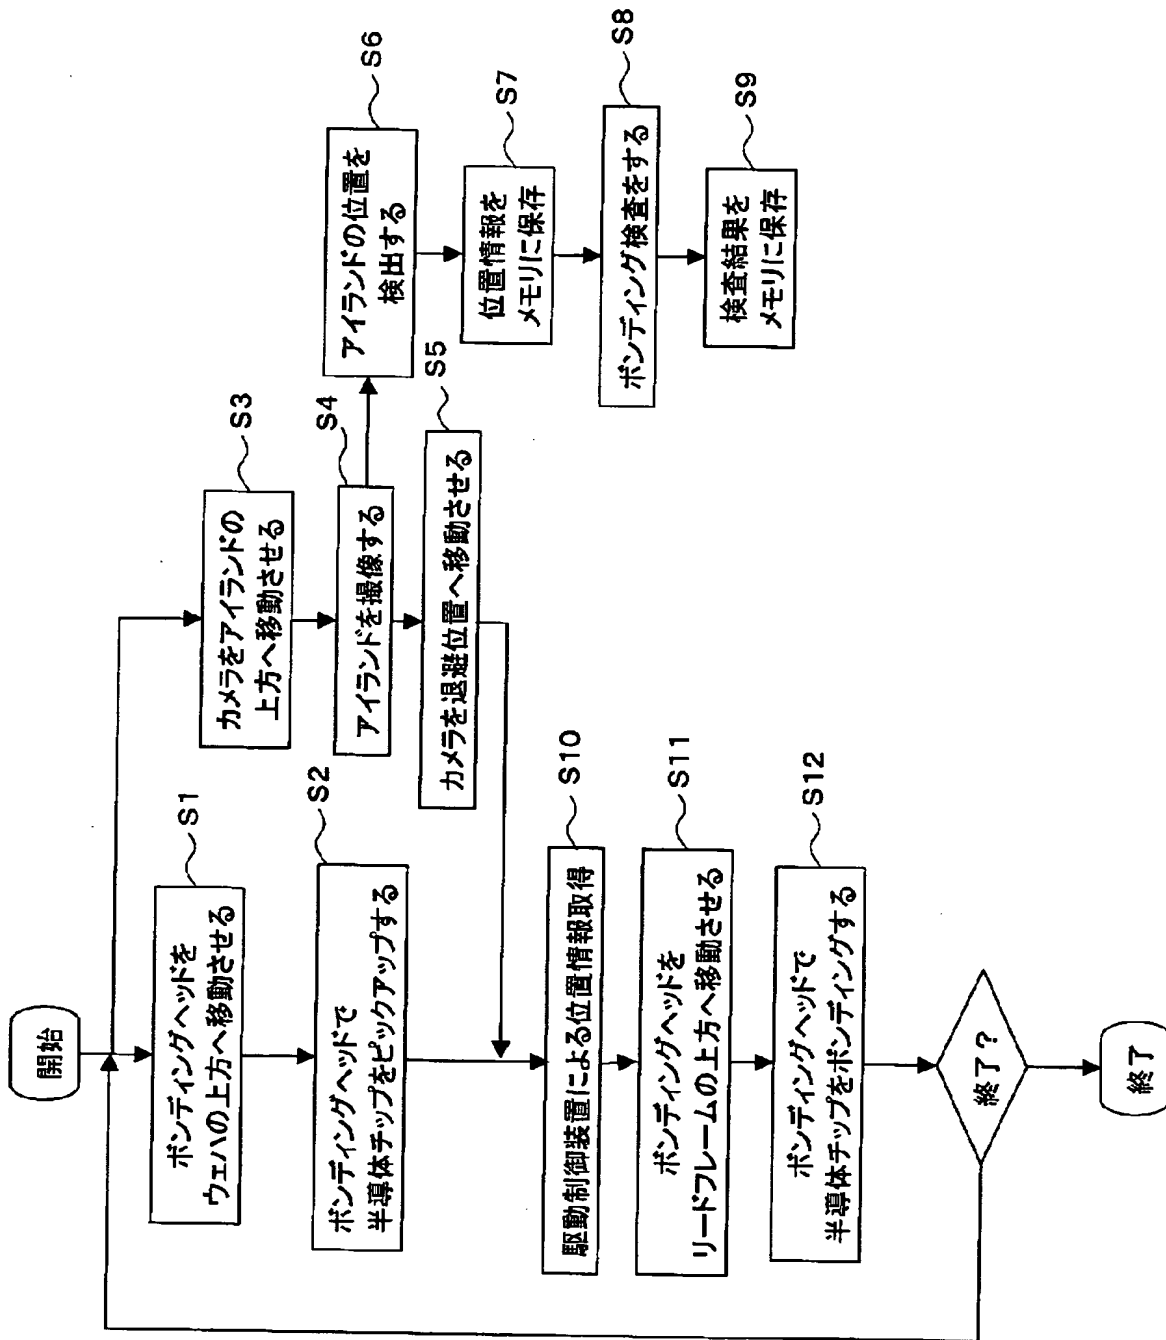 開始
ボンディングヘッドを
ウェハの上方へ移動させる
S1
ボンディングヘッドで
半導体チップをピックアップする
S2
カメラをアイランドの
上方へ移動させる
S3
アイランドを撮像する
S4
カメラを退避位置へ移動させる
S5
アイランドの位置を
検出する
S6
位置情報を
メモリに保存
S7
ボンディング検査をする
S8
検査結果を
メモリに保存
S9
駆動制御装置による位置情報取得
S10
ボンディングヘッドを
リードフレームの上方へ移動させる
S11
ボンディングヘッドで
半導体チップをボンディングする
S12
終了？
終了